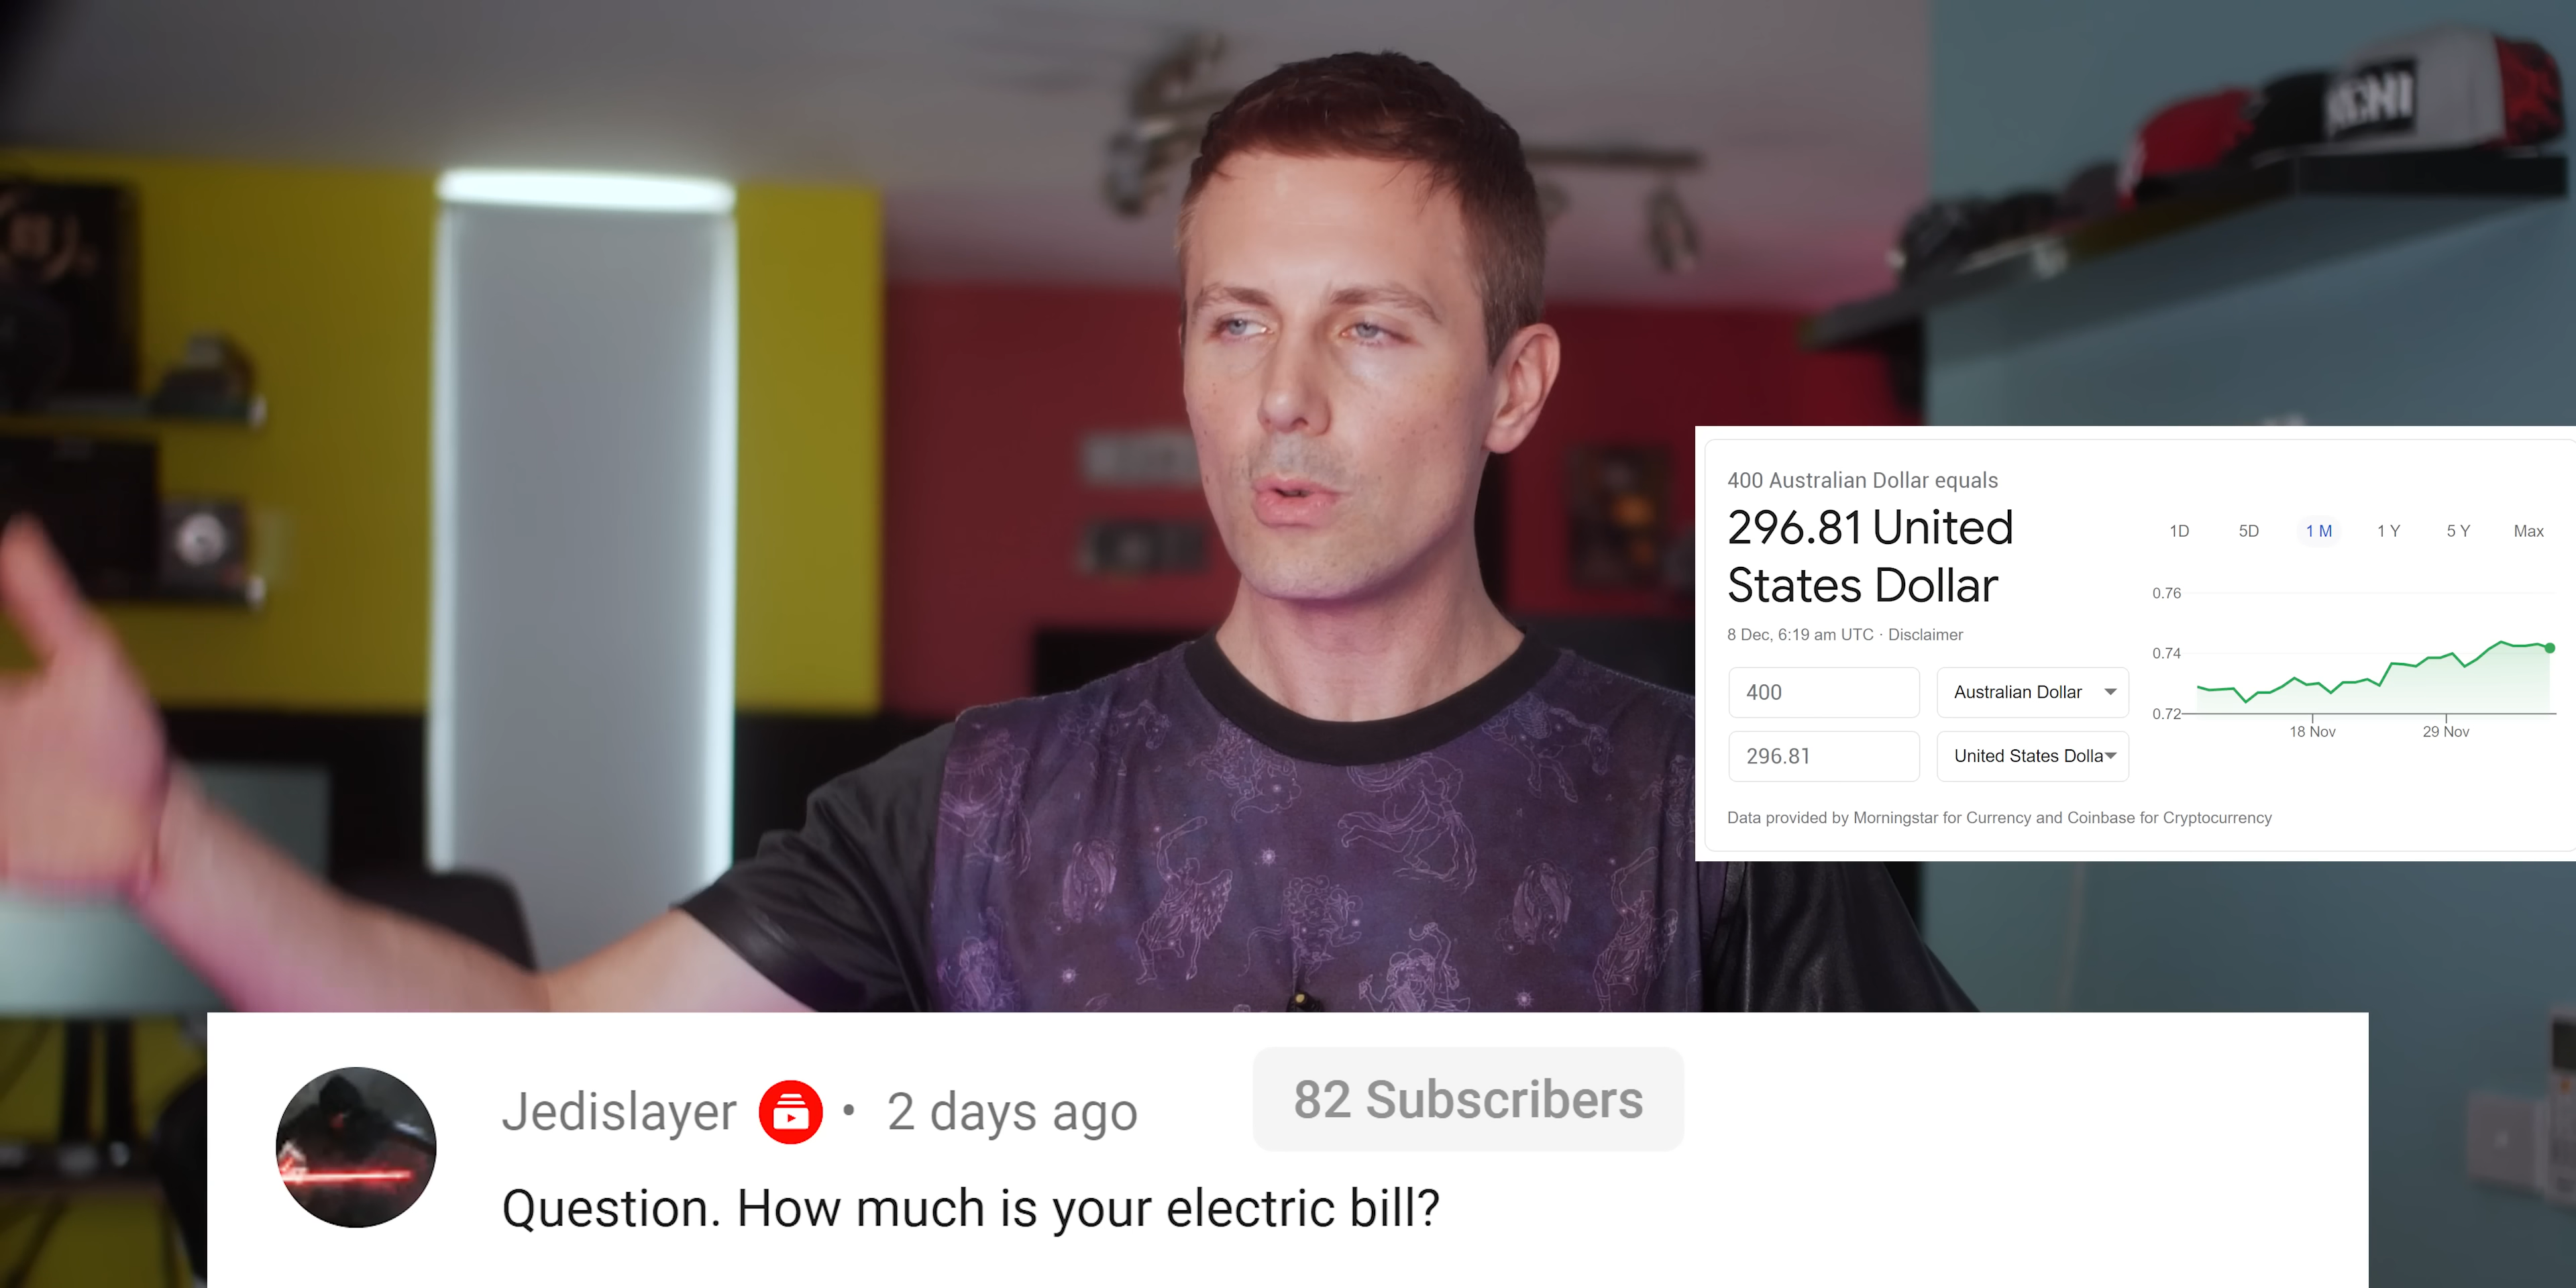 400 Australian Dollar equals
296.81 United
States Dollar
8 Dec, 6:19 am UTC · Disclaimer
400
Australian Dollar
296.81
United States Dolla
Data provided by Morningstar for Currency and Coinbase for Cryptocurrency
1D 5D 1 M 1 Y 5 Y Max
0.76
0.74
0.72
18 Nov 29 Nov
Jedislayer • 2 days ago 82 Subscribers
Question. How much is your electric bill?